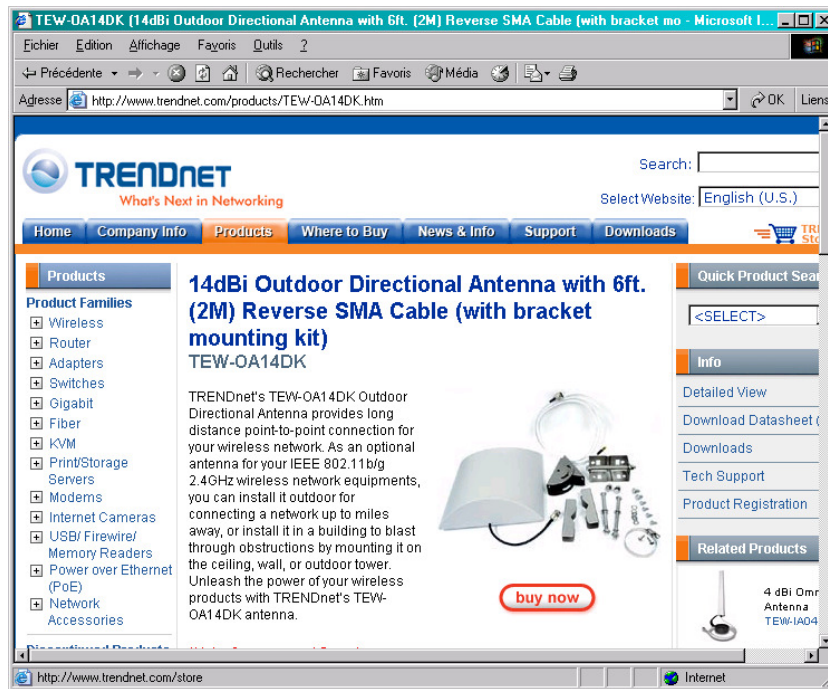 TEW-OA14DK (14dBi Outdoor Directional Antenna with 6ft. (2M) Reverse SMA Cable (with bracket mo - Microsoft I...
Fichier Edition Affichage Favoris Outils ?
Précédente Rechercher Favoris Média
Adresse http://www.trendnet.com/products/TEW-OA14DK.htm OK Liens
TRENDNET
What's Next in Networking
Search:
Select Website: English (U.S.)
Home Company Info Products Where to Buy News & Info Support Downloads
Products
Product Families
Wireless
Router
Adapters
Switches
Gigabit
Fiber
KVM
Print/Storage
Servers
Modems
Internet Cameras
USB/ Firewire/
Memory Readers
Power over Ethernet
(PoE)
Network
Accessories
14dBi Outdoor Directional Antenna with 6ft.
(2M) Reverse SMA Cable (with bracket
mounting kit)
TEW-OA14DK
TRENDnet's TEW-OA14DK Outdoor
Directional Antenna provides long
distance point-to-point connection for
your wireless network. As an optional
antenna for your IEEE 802.11b/g
2.4GHz wireless network equipments,
you can install it outdoor for
connecting a network up to miles
away, or install it in a building to blast
through obstructions by mounting it on
the ceiling, wall, or outdoor tower.
Unleash the power of your wireless
products with TRENDnet's TEW-
OA14DK antenna.
buy now
Quick Product Sear
<SELECT>
Info
Detailed View
Download Datasheet (
Downloads
Tech Support
Product Registration
Related Products
4 dBi Omr
Antenna
TEW-IA04
http://www.trendnet.com/store Internet